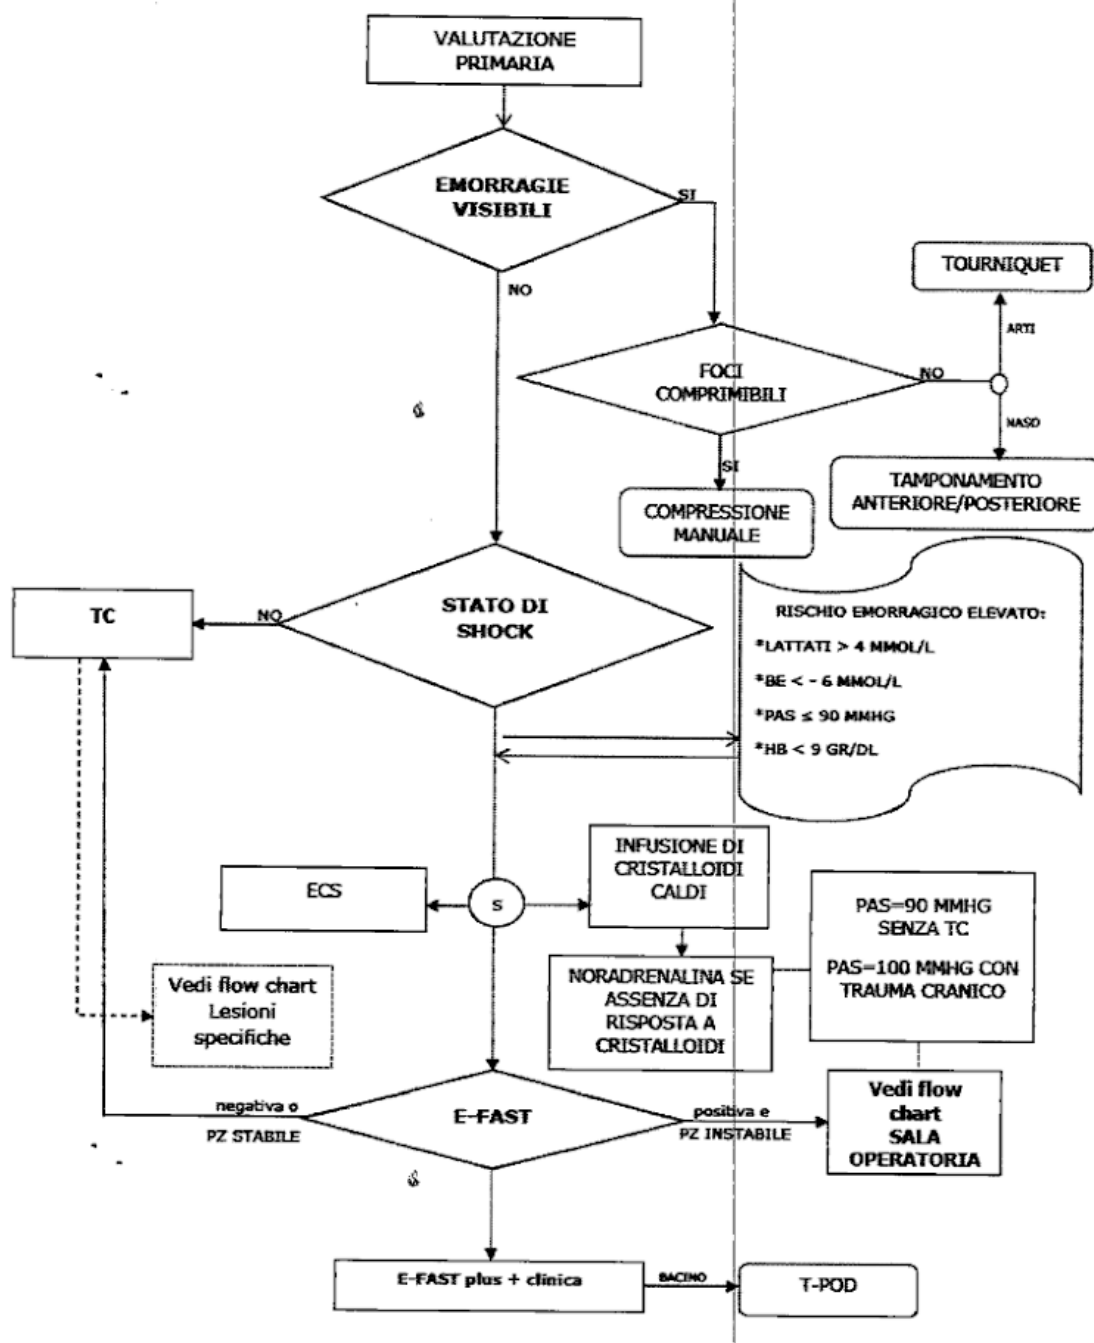 VALUTAZIONE
PRIMARIA
EMORRAGIE
VISIBILI
SI
NO
TOURNIQUET
ARTI
FOCI
COMPRIMIBILI
NO
NASO
SI
TAMPONAMENTO
ANTERIORE/POSTERIORE
COMPRESSIONE
MANUALE
STATO DI
SHOCK
NO
TC
RISCHIO EMORRAGICO ELEVATO:
*LATTATI > 4 MMOL/L
*BE < - 6 MMOL/L
*PAS ≤ 90 MMHG
*HB < 9 GR/DL
INFUSIONE DI
CRISTALLOIDI
CALDI
ECS
S
PAS=90 MMHG
SENZA TC
PAS=100 MMHG CON
TRAUMA CRANICO
NORADRENALINA SE
ASSENZA DI
RISPOSTA A
CRISTALLOIDI
Vedi flow chart
Lesioni
specifiche
negativa o
PZ STABILE
E-FAST
positiva e
PZ INSTABILE
Vedi flow
chart
SALA
OPERATORIA
E-FAST plus + clinica
BACINO
T-POD